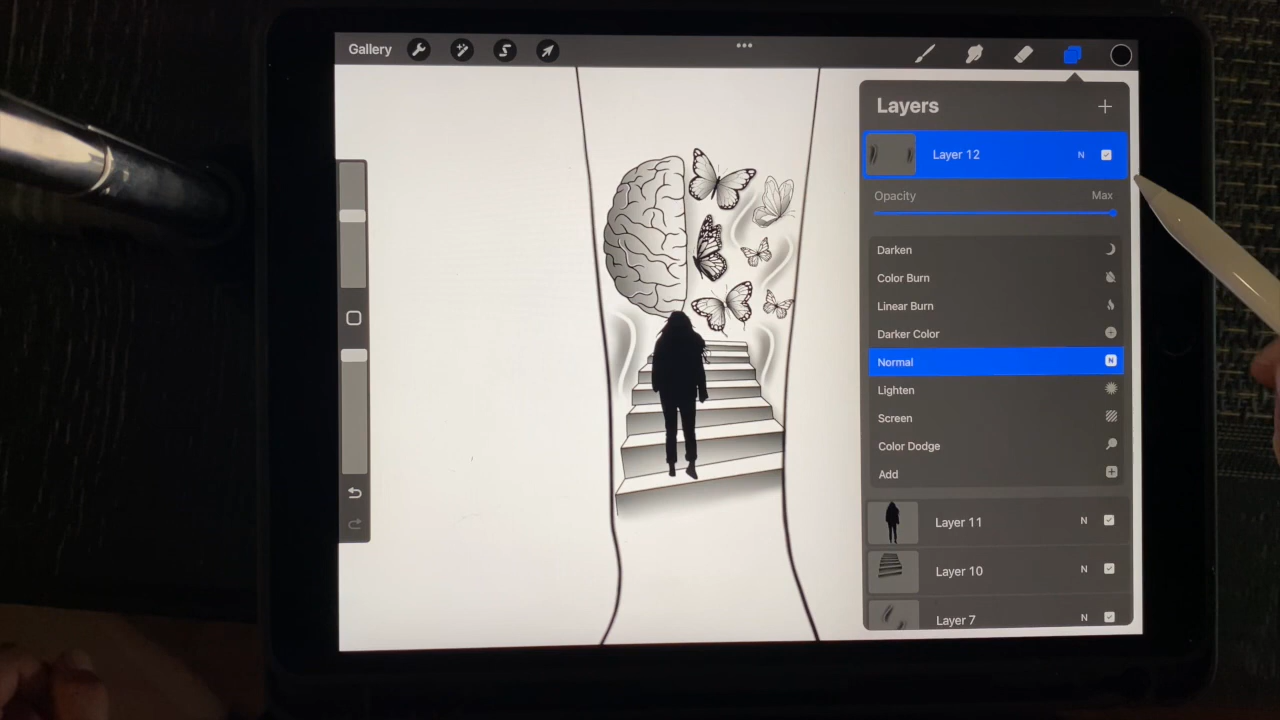 Gallery
Layers
Layer 12 N
Opacity Max
Darken
Color Burn
Linear Burn
Darker Color
Normal N
Lighten
Screen
Color Dodge
Add
Layer 11 N
Layer 10 N
Layer 7 N